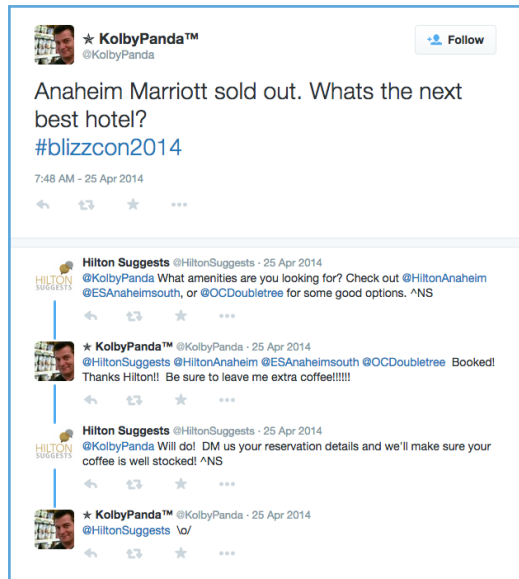 ★ KolbyPanda™
@KolbyPanda
Follow
Anaheim Marriott sold out. Whats the next
best hotel?
#blizzcon2014
7:48 AM - 25 Apr 2014
HILTON
SUGGESTS
Hilton Suggests @HiltonSuggests · 25 Apr 2014
@KolbyPanda What amenities are you looking for? Check out @HiltonAnaheim
@ESAnaheimsouth, or @OCDoubletree for some good options. ^NS
★ KolbyPanda™ @KolbyPanda · 25 Apr 2014
@HiltonSuggests @HiltonAnaheim @ESAnaheimsouth @OCDoubletree Booked!
Thanks Hilton!! Be sure to leave me extra coffee!!!!!!
HILTON
SUGGESTS
Hilton Suggests @HiltonSuggests · 25 Apr 2014
@KolbyPanda Will do! DM us your reservation details and we'll make sure your
coffee is well stocked! ^NS
★ KolbyPanda™ @KolbyPanda · 25 Apr 2014
@HiltonSuggests \o/